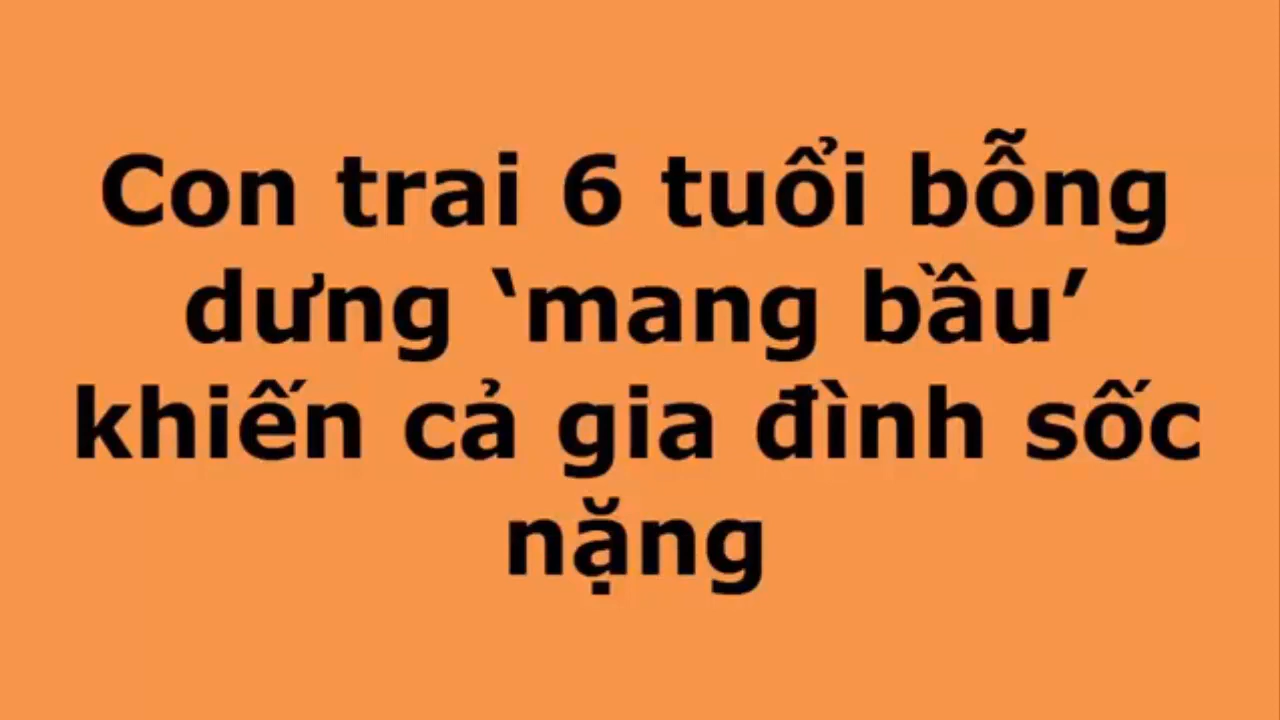 Con trai 6 tuổi bỗng
dưng ‘mang bầu’
khiến cả gia đình sốc
nặng